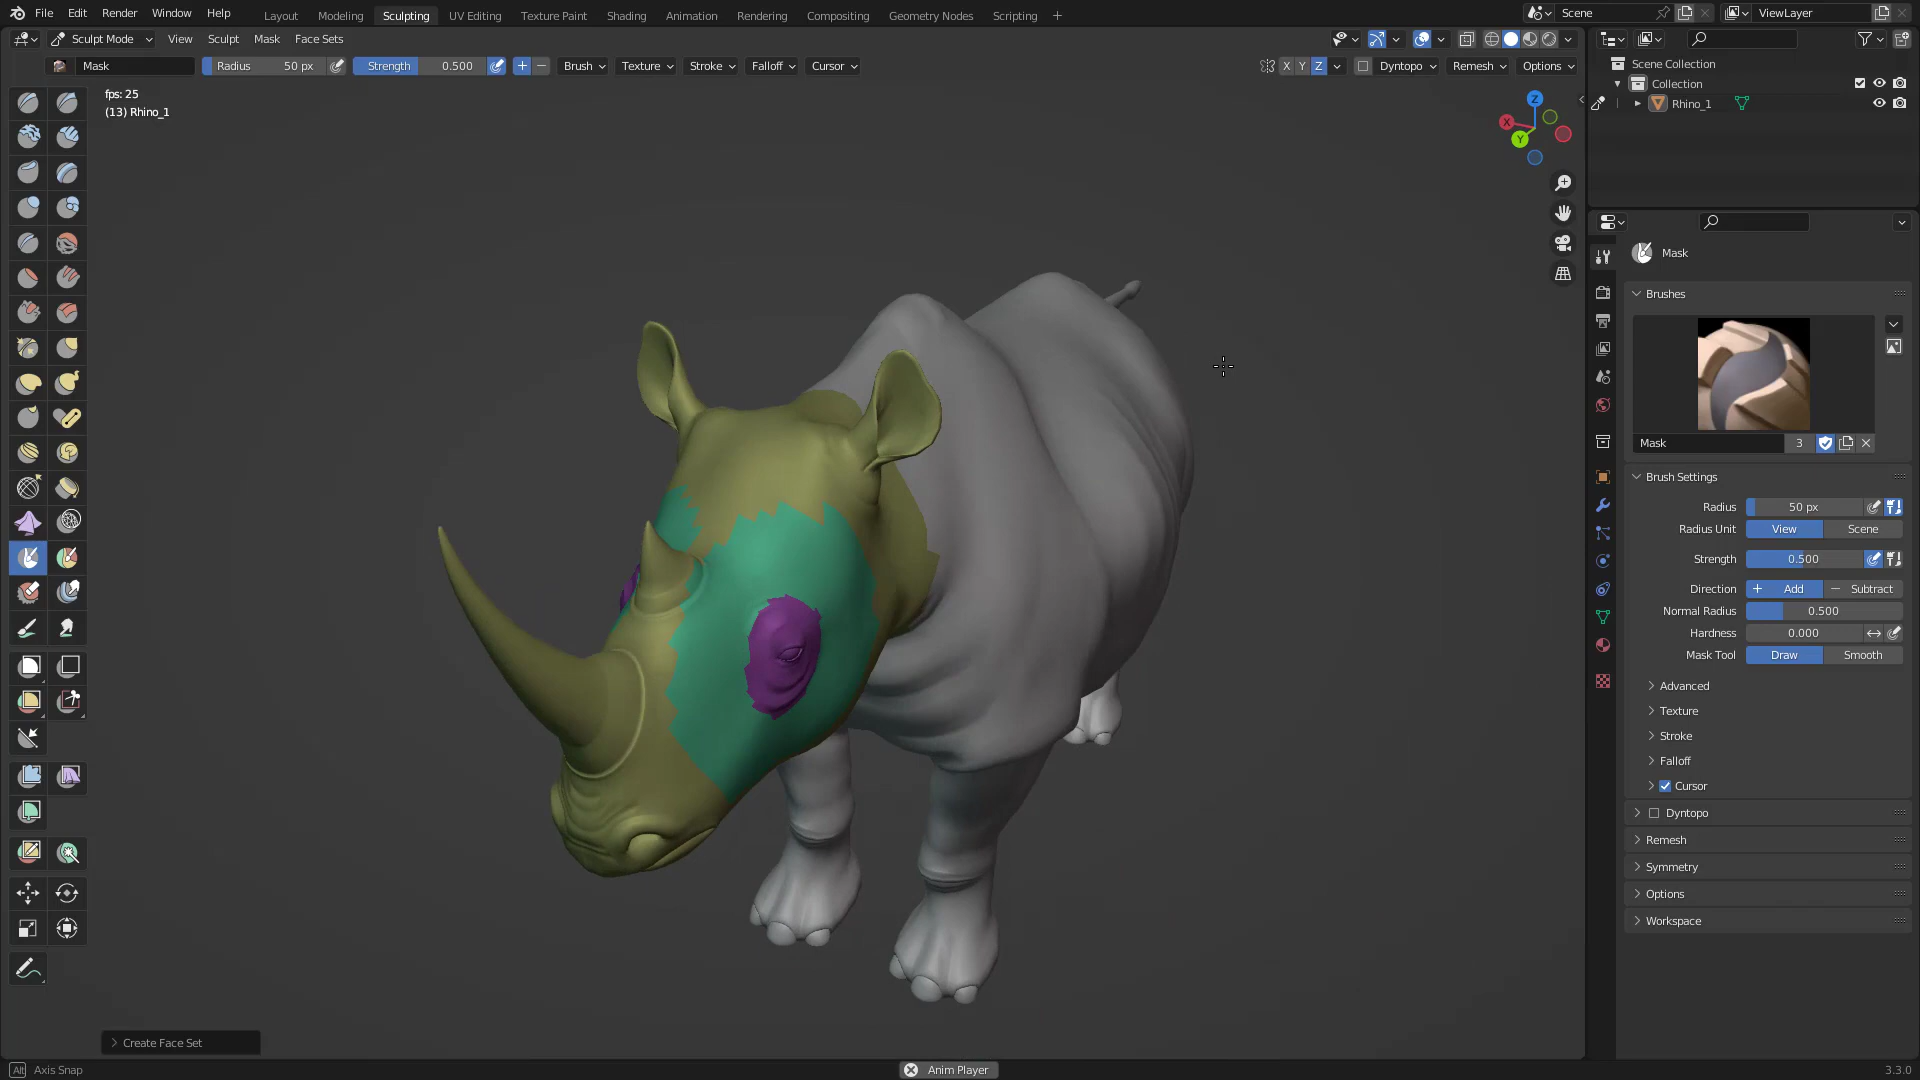 File Edit Render Window Help Layout Modeling Sculpting UV Editing Texture Paint Shading Animation Rendering Compositing Geometry Nodes Scripting + Scene ViewLayer
Sculpt Mode View Sculpt Mask Face Sets
Mask Radius 50 px Strength 0.500 + − Brush Texture Stroke Falloff Cursor X Y Z Dyntopo Remesh Options
fps: 25
(13) Rhino_1
Z
X
Y
Scene Collection
Collection
Rhino_1
Mask
Brushes
Mask 3
Brush Settings
Radius 50 px
Radius Unit View Scene
Strength 0.500
Direction + Add − Subtract
Normal Radius 0.500
Hardness 0.000
Mask Tool Draw Smooth
Advanced
Texture
Stroke
Falloff
Cursor
Dyntopo
Remesh
Symmetry
Options
Workspace
Create Face Set
Alt Axis Snap Anim Player 3.3.0